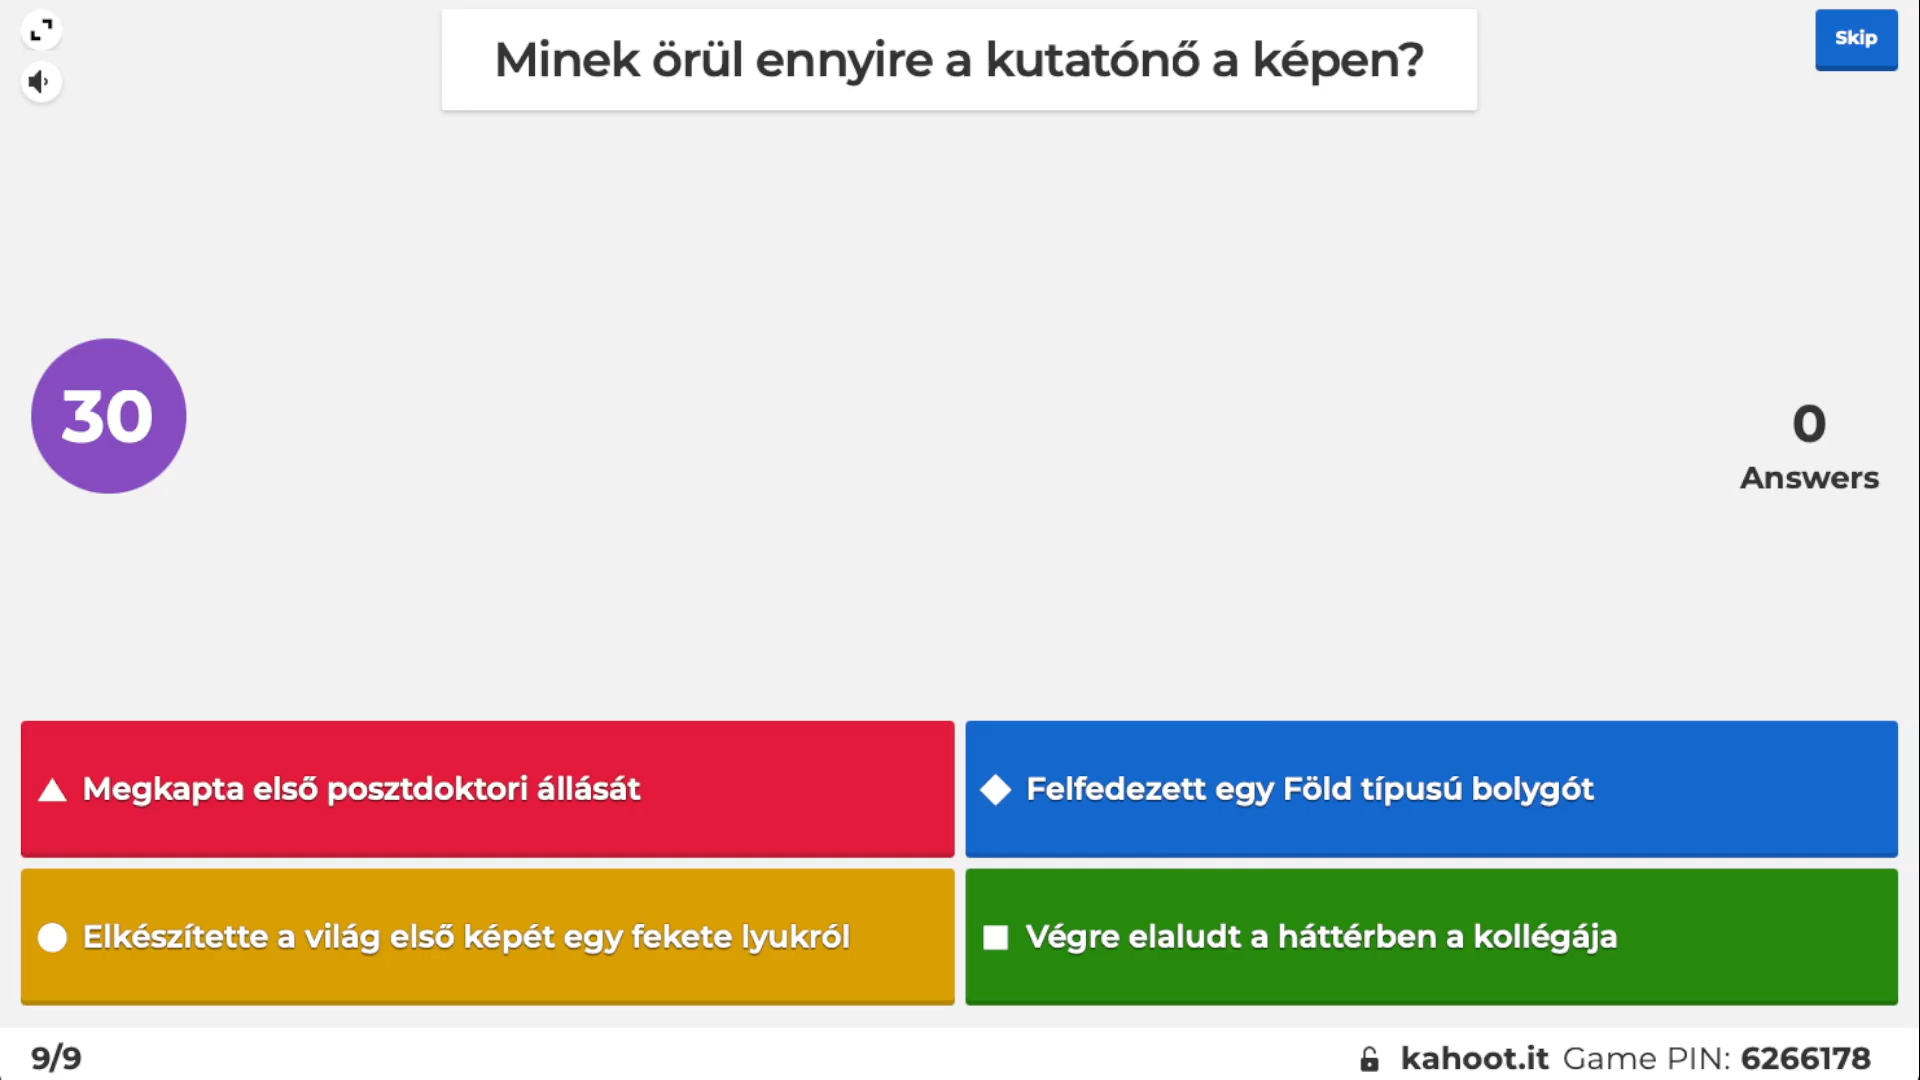 Minek örül ennyire a kutatónő a képen?
Skip
30
0
Answers
Megkapta első posztdoktori állását
Felfedezett egy Föld típusú bolygót
Elkészítette a világ első képét egy fekete lyukról
Végre elaludt a háttérben a kollégája
9/9
kahoot.it Game PIN: 6266178